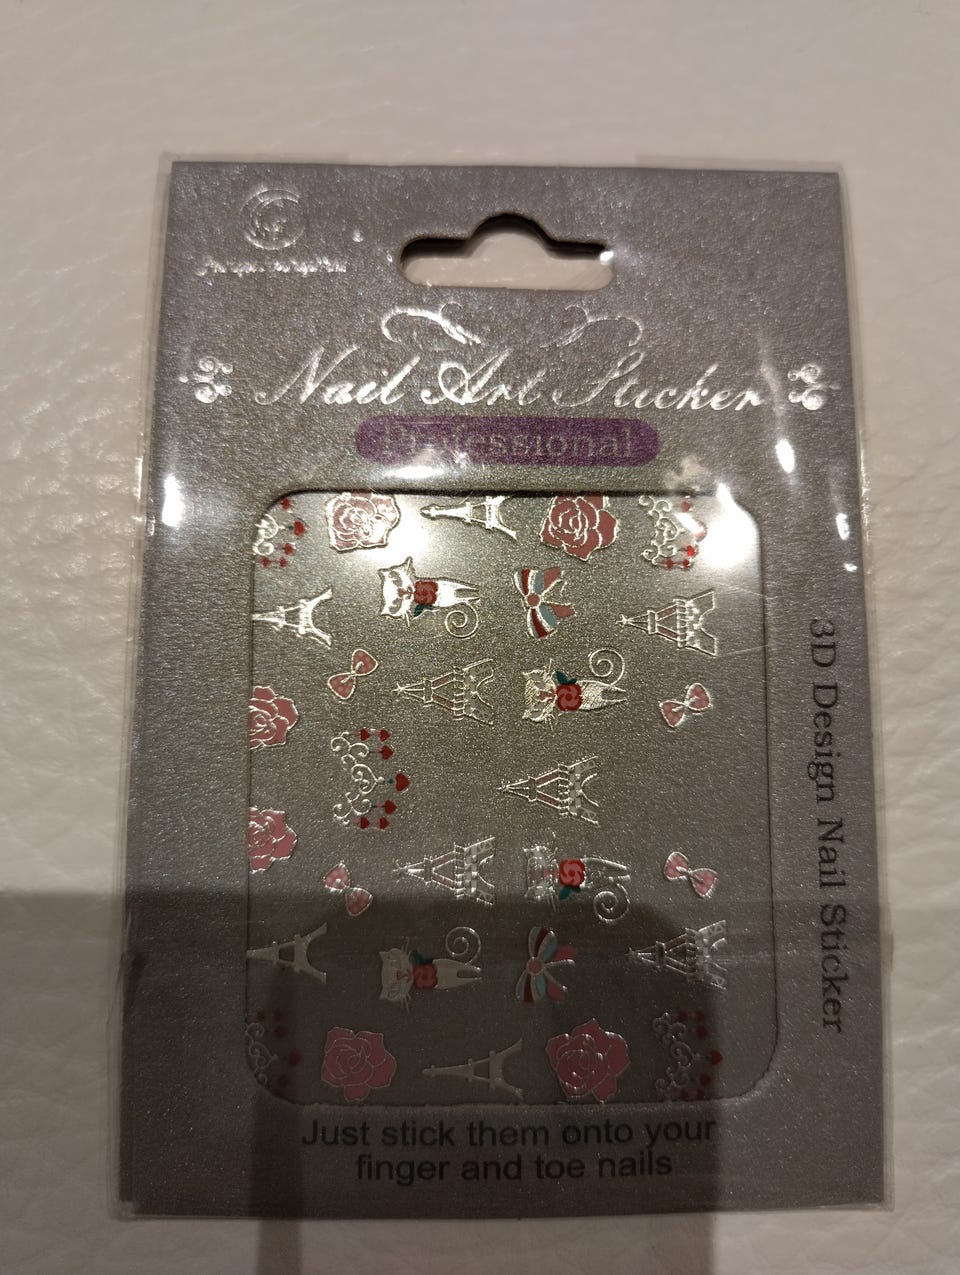 Nail Art Sticker
Professional
3D Design Nail Sticker
Just stick them onto your
finger and toe nails